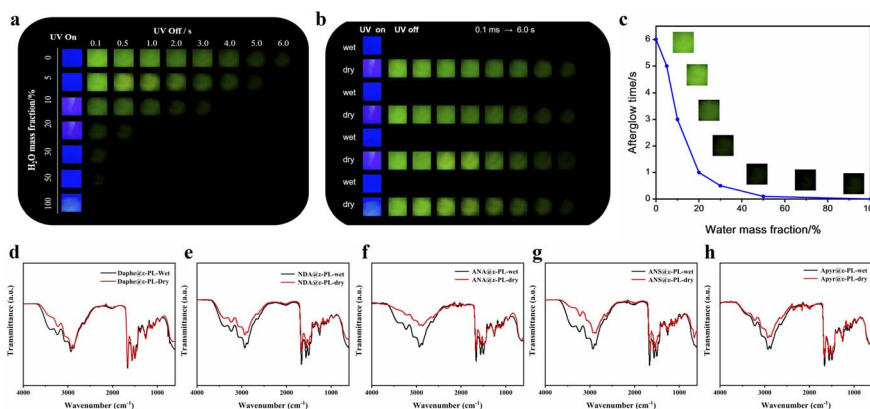 a
UV Off / s
UV On 0.1 0.5 1.0 2.0 3.0 4.0 5.0 6.0
H₂O mass fraction/%
0
5
10
20
30
50
100
b
UV on UV off 0.1 ms → 6.0 s
wet
dry
wet
dry
wet
dry
wet
dry
c
Afterglow time/s
6
5
4
3
2
1
0
0 20 40 60 80 100
Water mass fraction/%
d
Daphe@ε-PL-Wet
Daphe@ε-PL-Dry
Transmittance (a.u.)
4000 3000 2000 1000
Wavenumber (cm⁻¹)
e
NDA@ε-PL-wet
NDA@ε-PL-dry
Transmittance (a.u.)
4000 3000 2000 1000
Wavenumber (cm⁻¹)
f
ANA@ε-PL-wet
ANA@ε-PL-dry
Transmittance (a.u.)
4000 3000 2000 1000
Wavenumber (cm⁻¹)
g
ANS@ε-PL-wet
ANS@ε-PL-dry
Transmittance (a.u.)
4000 3000 2000 1000
Wavenumber (cm⁻¹)
h
Apyr@ε-PL-wet
Apyr@ε-PL-dry
Transmittance (a.u.)
4000 3000 2000 1000
Wavenumber (cm⁻¹)